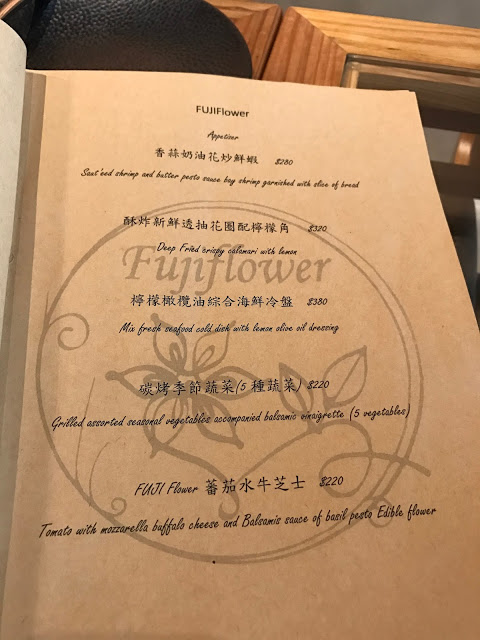 FUJIFlower
Appetiser
香蒜奶油花炒鮮蝦 $280
Saut'eed shrimp and butter pesto sauce bay shrimp garnished with slice of bread
酥炸新鮮透抽花圈配檸檬角 $320
Deep Fried crispy calamari with lemon
Fujiflower
檸檬橄欖油綜合海鮮冷盤 $380
Mix fresh seafood cold dish with lemon olive oil dressing
碳烤季節蔬菜(5 種蔬菜) $220
Grilled assorted seasonal vegetables accompanied balsamic vinaigrette (5 vegetables)
FUJI Flower 蕃茄水牛芝士 $220
Tomato with mozzarella buffalo cheese and Balsamis sauce of basil pesto Edible flower